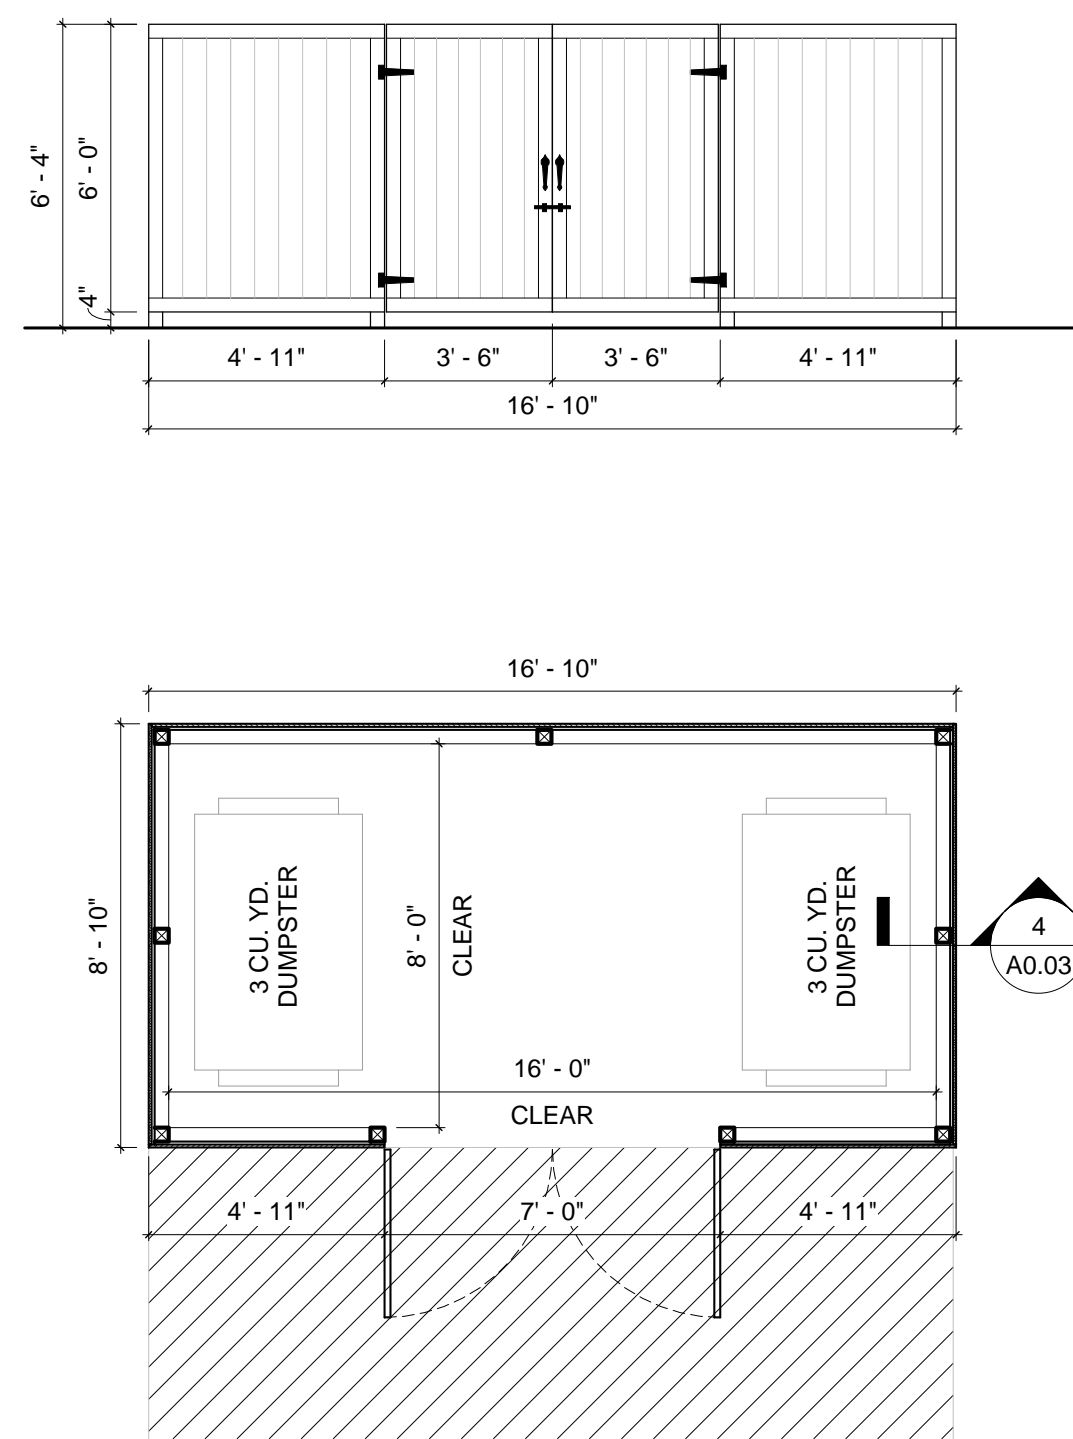 6' - 4"
6' - 0"
4"
4' - 11"
3' - 6"
3' - 6"
4' - 11"
16' - 10"
16' - 10"
8' - 10"
3 CU. YD.
DUMPSTER
8' - 0"
CLEAR
3 CU. YD.
DUMPSTER
4
A0.03
16' - 0"
CLEAR
4' - 11"
7' - 0"
4' - 11"